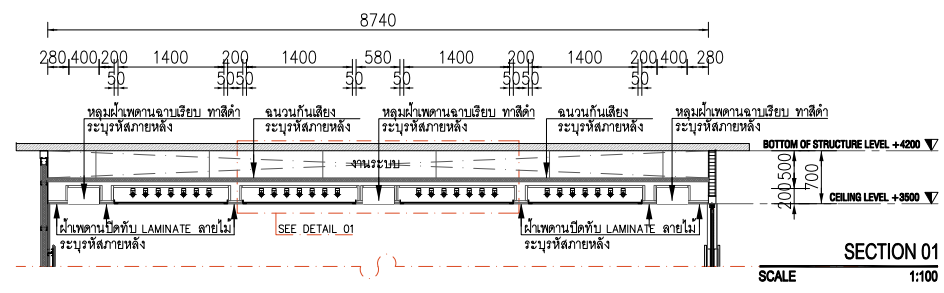 8740
280 400 200 1400 200 1400 580 1400 200 1400 200 400 280
50 50 50 50 50 50 50 50
หลุมฝ้าเพดานฉาบเรียบ ทาสีดำ
ระบุรหัสภายหลัง
ฉนวนกันเสียง
ระบุรหัสภายหลัง
หลุมฝ้าเพดานฉาบเรียบ ทาสีดำ
ระบุรหัสภายหลัง
ฉนวนกันเสียง
ระบุรหัสภายหลัง
หลุมฝ้าเพดานฉาบเรียบ ทาสีดำ
ระบุรหัสภายหลัง
BOTTOM OF STRUCTURE LEVEL +4200
งานระบบ
500
700
200
CEILING LEVEL +3500
ฝ้าเพดานปิดทับ LAMINATE ลายไม้
ระบุรหัสภายหลัง
SEE DETAIL 01
ฝ้าเพดานปิดทับ LAMINATE ลายไม้
ระบุรหัสภายหลัง
SECTION 01
SCALE 1:100